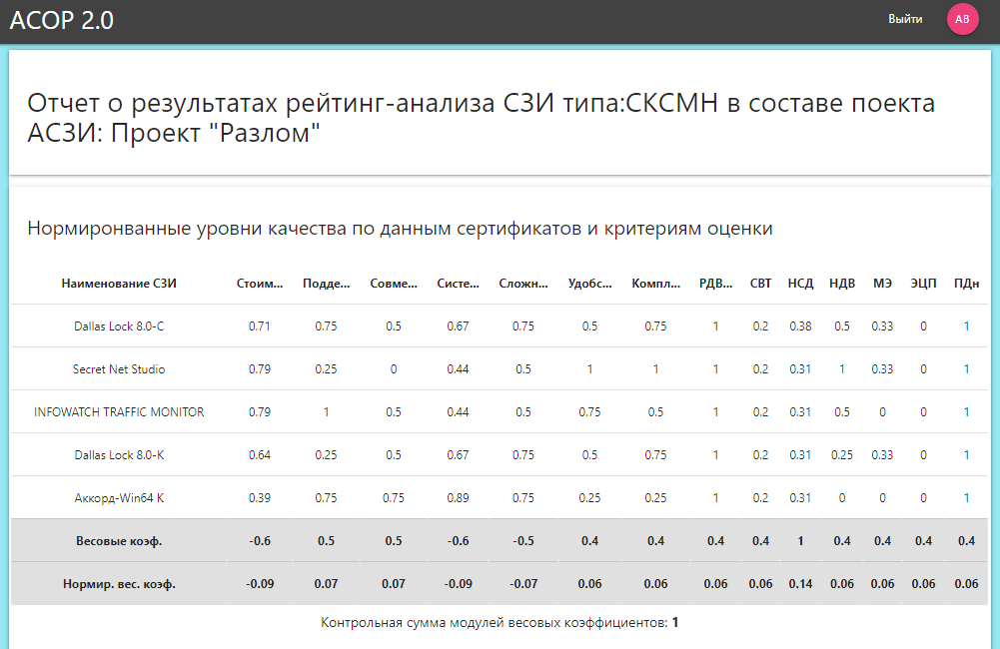 АСОР 2.0 Выйти АВ
Отчет о результатах рейтинг-анализа СЗИ типа:СКСМН в составе поекта
АСЗИ: Проект "Разлом"
Нормиронванные уровни качества по данным сертификатов и критериям оценки
Наименование СЗИ Стоим... Подде... Совме... Систе... Сложн... Удобс... Компл... РДВ... СВТ НСД НДВ МЭ ЭЦП ПДн
Dallas Lock 8.0-С 0.71 0.75 0.5 0.67 0.75 0.5 0.75 1 0.2 0.38 0.5 0.33 0 1
Secret Net Studio 0.79 0.25 0 0.44 0.5 1 1 1 0.2 0.31 1 0.33 0 1
INFOWATCH TRAFFIC MONITOR 0.79 1 0.5 0.44 0.5 0.75 0.5 1 0.2 0.31 0.5 0 0 1
Dallas Lock 8.0-К 0.64 0.25 0.5 0.67 0.75 0.5 0.75 1 0.2 0.31 0.25 0.33 0 1
Аккорд-Win64 К 0.39 0.75 0.75 0.89 0.75 0.25 0.25 1 0.2 0.31 0 0 0 1
Весовые коэф. -0.6 0.5 0.5 -0.6 -0.5 0.4 0.4 0.4 0.4 1 0.4 0.4 0.4 0.4
Нормир. вес. коэф. -0.09 0.07 0.07 -0.09 -0.07 0.06 0.06 0.06 0.06 0.14 0.06 0.06 0.06 0.06
Контрольная сумма модулей весовых коэффициентов: 1